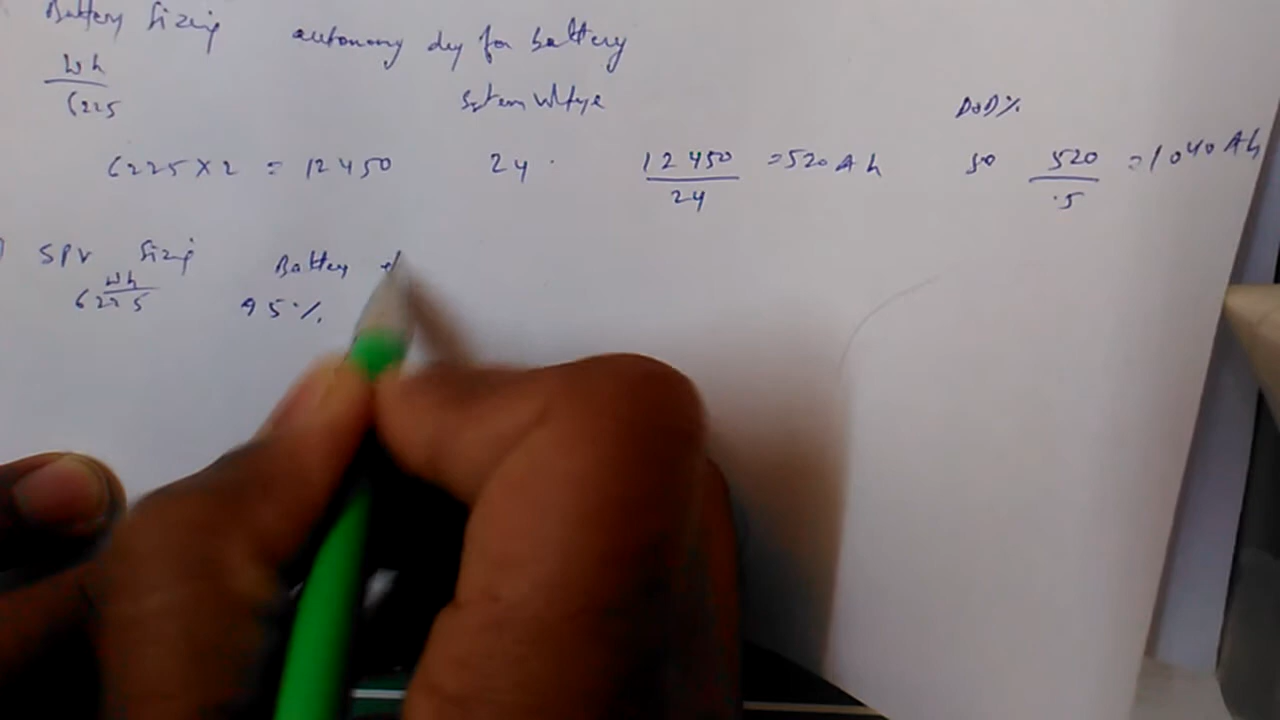 Battery Sizing autonomy day for battery
Wh
6225
System Voltage
DOD%
6225 x 2 = 12450 24 12450 = 520 Ah 50 520 = 1040 Ah
24 .5
SPV Sizing Battery
Wh
6225 95%